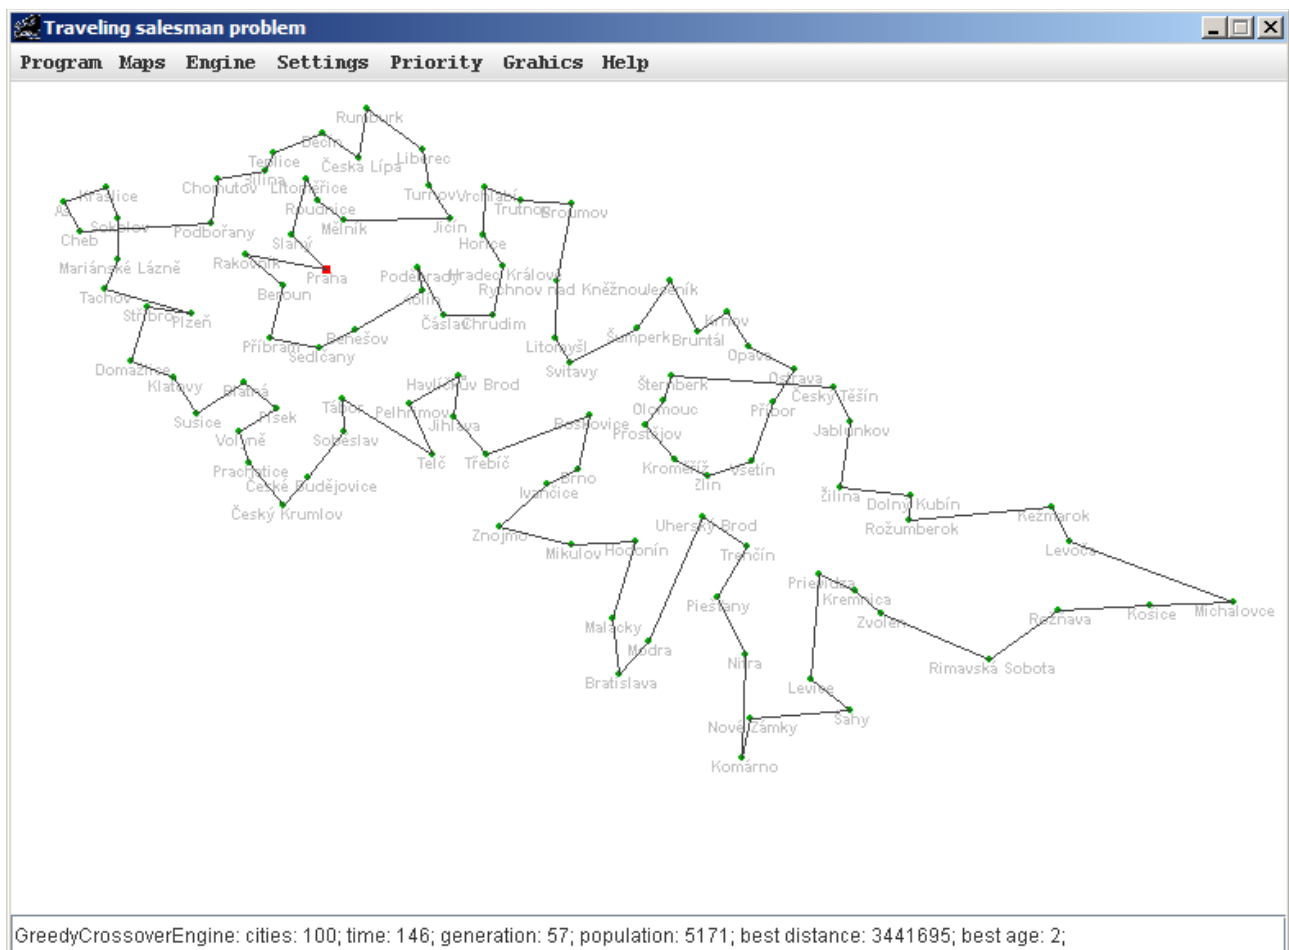 Traveling salesman problem
Program Maps Engine Settings Priority Grahics Help
Rumburk
Děčín
Teplice
Česká Lípa
Liberec
Bílina
Chomutov
Litoměřice
Kraslice
Turnov
Vrchlabí
Trutnov
Broumov
Aš
Roudnice
Sokolov
Mělník
Jičín
Podbořany
Cheb
Slaný
Hořice
Rakovník
Mariánské Lázně
Praha
Poděbrady
Hradec Králové
Rychnov nad Kněžnou
Jeseník
Beroun
Tachov
Kolín
Stříbro
Plzeň
Čáslav
Chrudim
Krnov
Šumperk
Bruntál
Benešov
Příbram
Sedlčany
Litomyšl
Opava
Svitavy
Domažlice
Ostrava
Klatovy
Havlíčkův Brod
Šternberk
Český Těšín
Blatná
Tábor
Pelhřimov
Olomouc
Příbor
Sušice
Písek
Jihlava
Boskovice
Jablunkov
Volyně
Soběslav
Prostějov
Telč
Třebíč
Prachatice
Kroměříž
Vsetín
České Budějovice
Brno
Zlín
Ivančice
Žilina
Český Krumlov
Dolný Kubín
Kežmarok
Uherský Brod
Rožumberok
Znojmo
Mikulov
Hodonín
Trenčín
Levoča
Prievidza
Kremnica
Piešťany
Zvolen
Rožnava
Košice
Michalovce
Malacky
Modra
Nitra
Rimavská Sobota
Bratislava
Levice
Nové Zámky
Šahy
Komárno
GreedyCrossoverEngine: cities: 100; time: 146; generation: 57; population: 5171; best distance: 3441695; best age: 2;